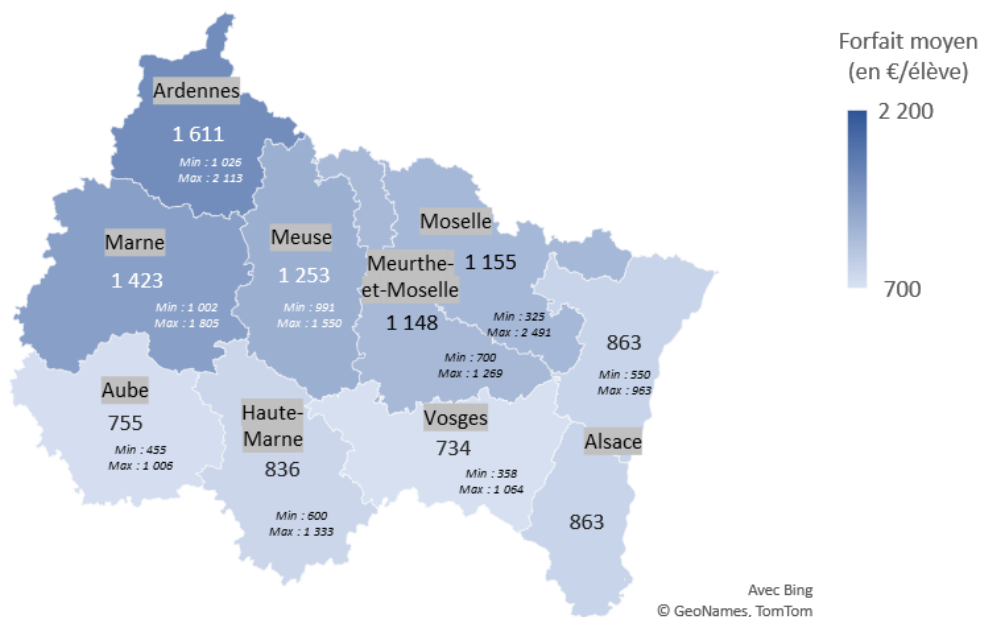 Forfait moyen
(en €/élève)
2 200
700
Ardennes
1 611
Min : 1 026
Max : 2 113
Marne
1 423
Min : 1 002
Max : 1 805
Meuse
1 253
Min : 991
Max : 1 550
Moselle
1 155
Min : 325
Max : 2 491
Meurthe-
et-Moselle
1 148
Min : 700
Max : 1 269
863
Min : 550
Max : 963
Aube
755
Min : 455
Max : 1 006
Haute-
Marne
836
Min : 600
Max : 1 333
Vosges
734
Min : 358
Max : 1 064
Alsace
863
Avec Bing
© GeoNames, TomTom